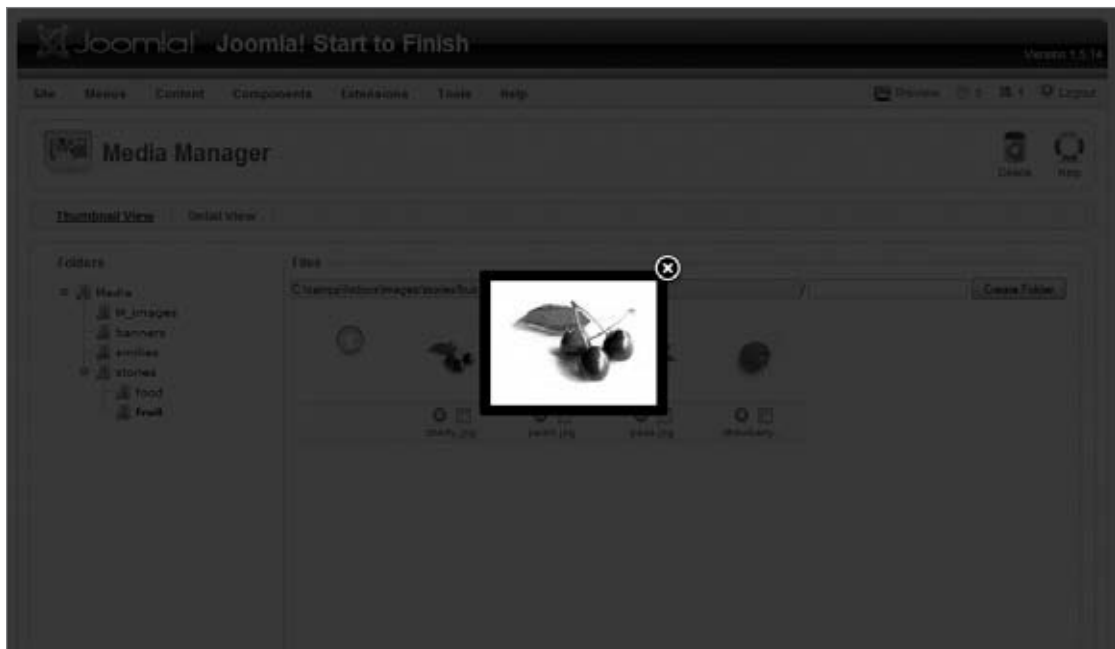 Joomla! Joomla! Start to Finish
Version 1.5.14
Site Menus Content Components Extensions Tools Help Preview 0 1 Logout
Media Manager
Delete Help
Thumbnail View Detail View
Folders
Files
Media
M_images
banners
smilies
stories
food
fruit
/ Create Folder
cherry.jpg
strawberry